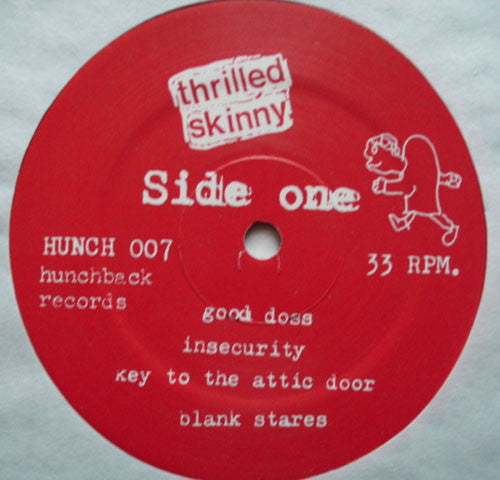 thrilled
skinny.
Side one
HUNCH 007
hunchback
records
33 RPM.
good doss
insecurity
Key to the attic door
blank stares